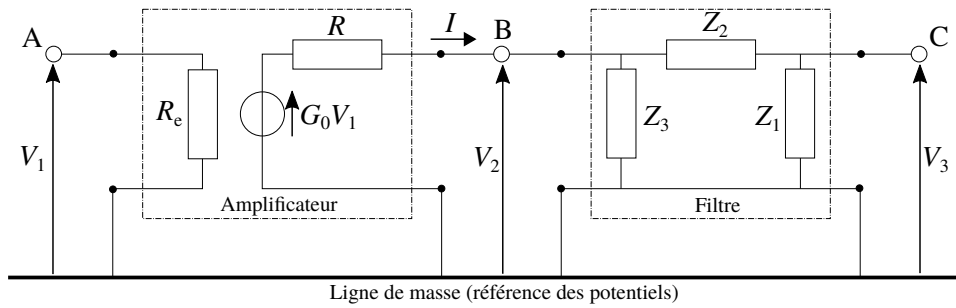 A
R
I
B
Z2
C
Re
G0V1
Z3
Z1
V1
V2
V3
Amplificateur
Filtre
Ligne de masse (référence des potentiels)